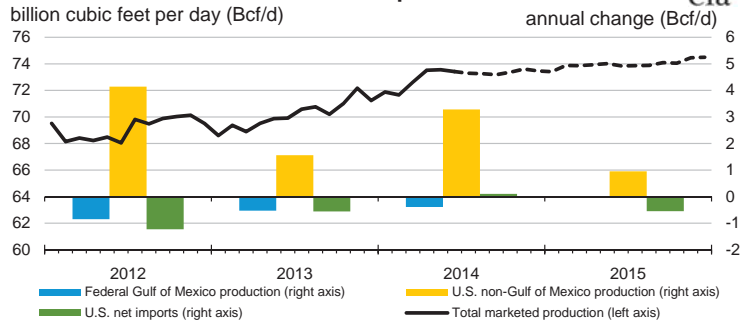 billion cubic feet per day (Bcf/d) annual change (Bcf/d)
76 6
74 5
72 4
70 3
68 2
66 1
64 0
62 -1
60 -2
2012 2013 2014 2015
Federal Gulf of Mexico production (right axis) U.S. non-Gulf of Mexico production (right axis)
U.S. net imports (right axis) Total marketed production (left axis)